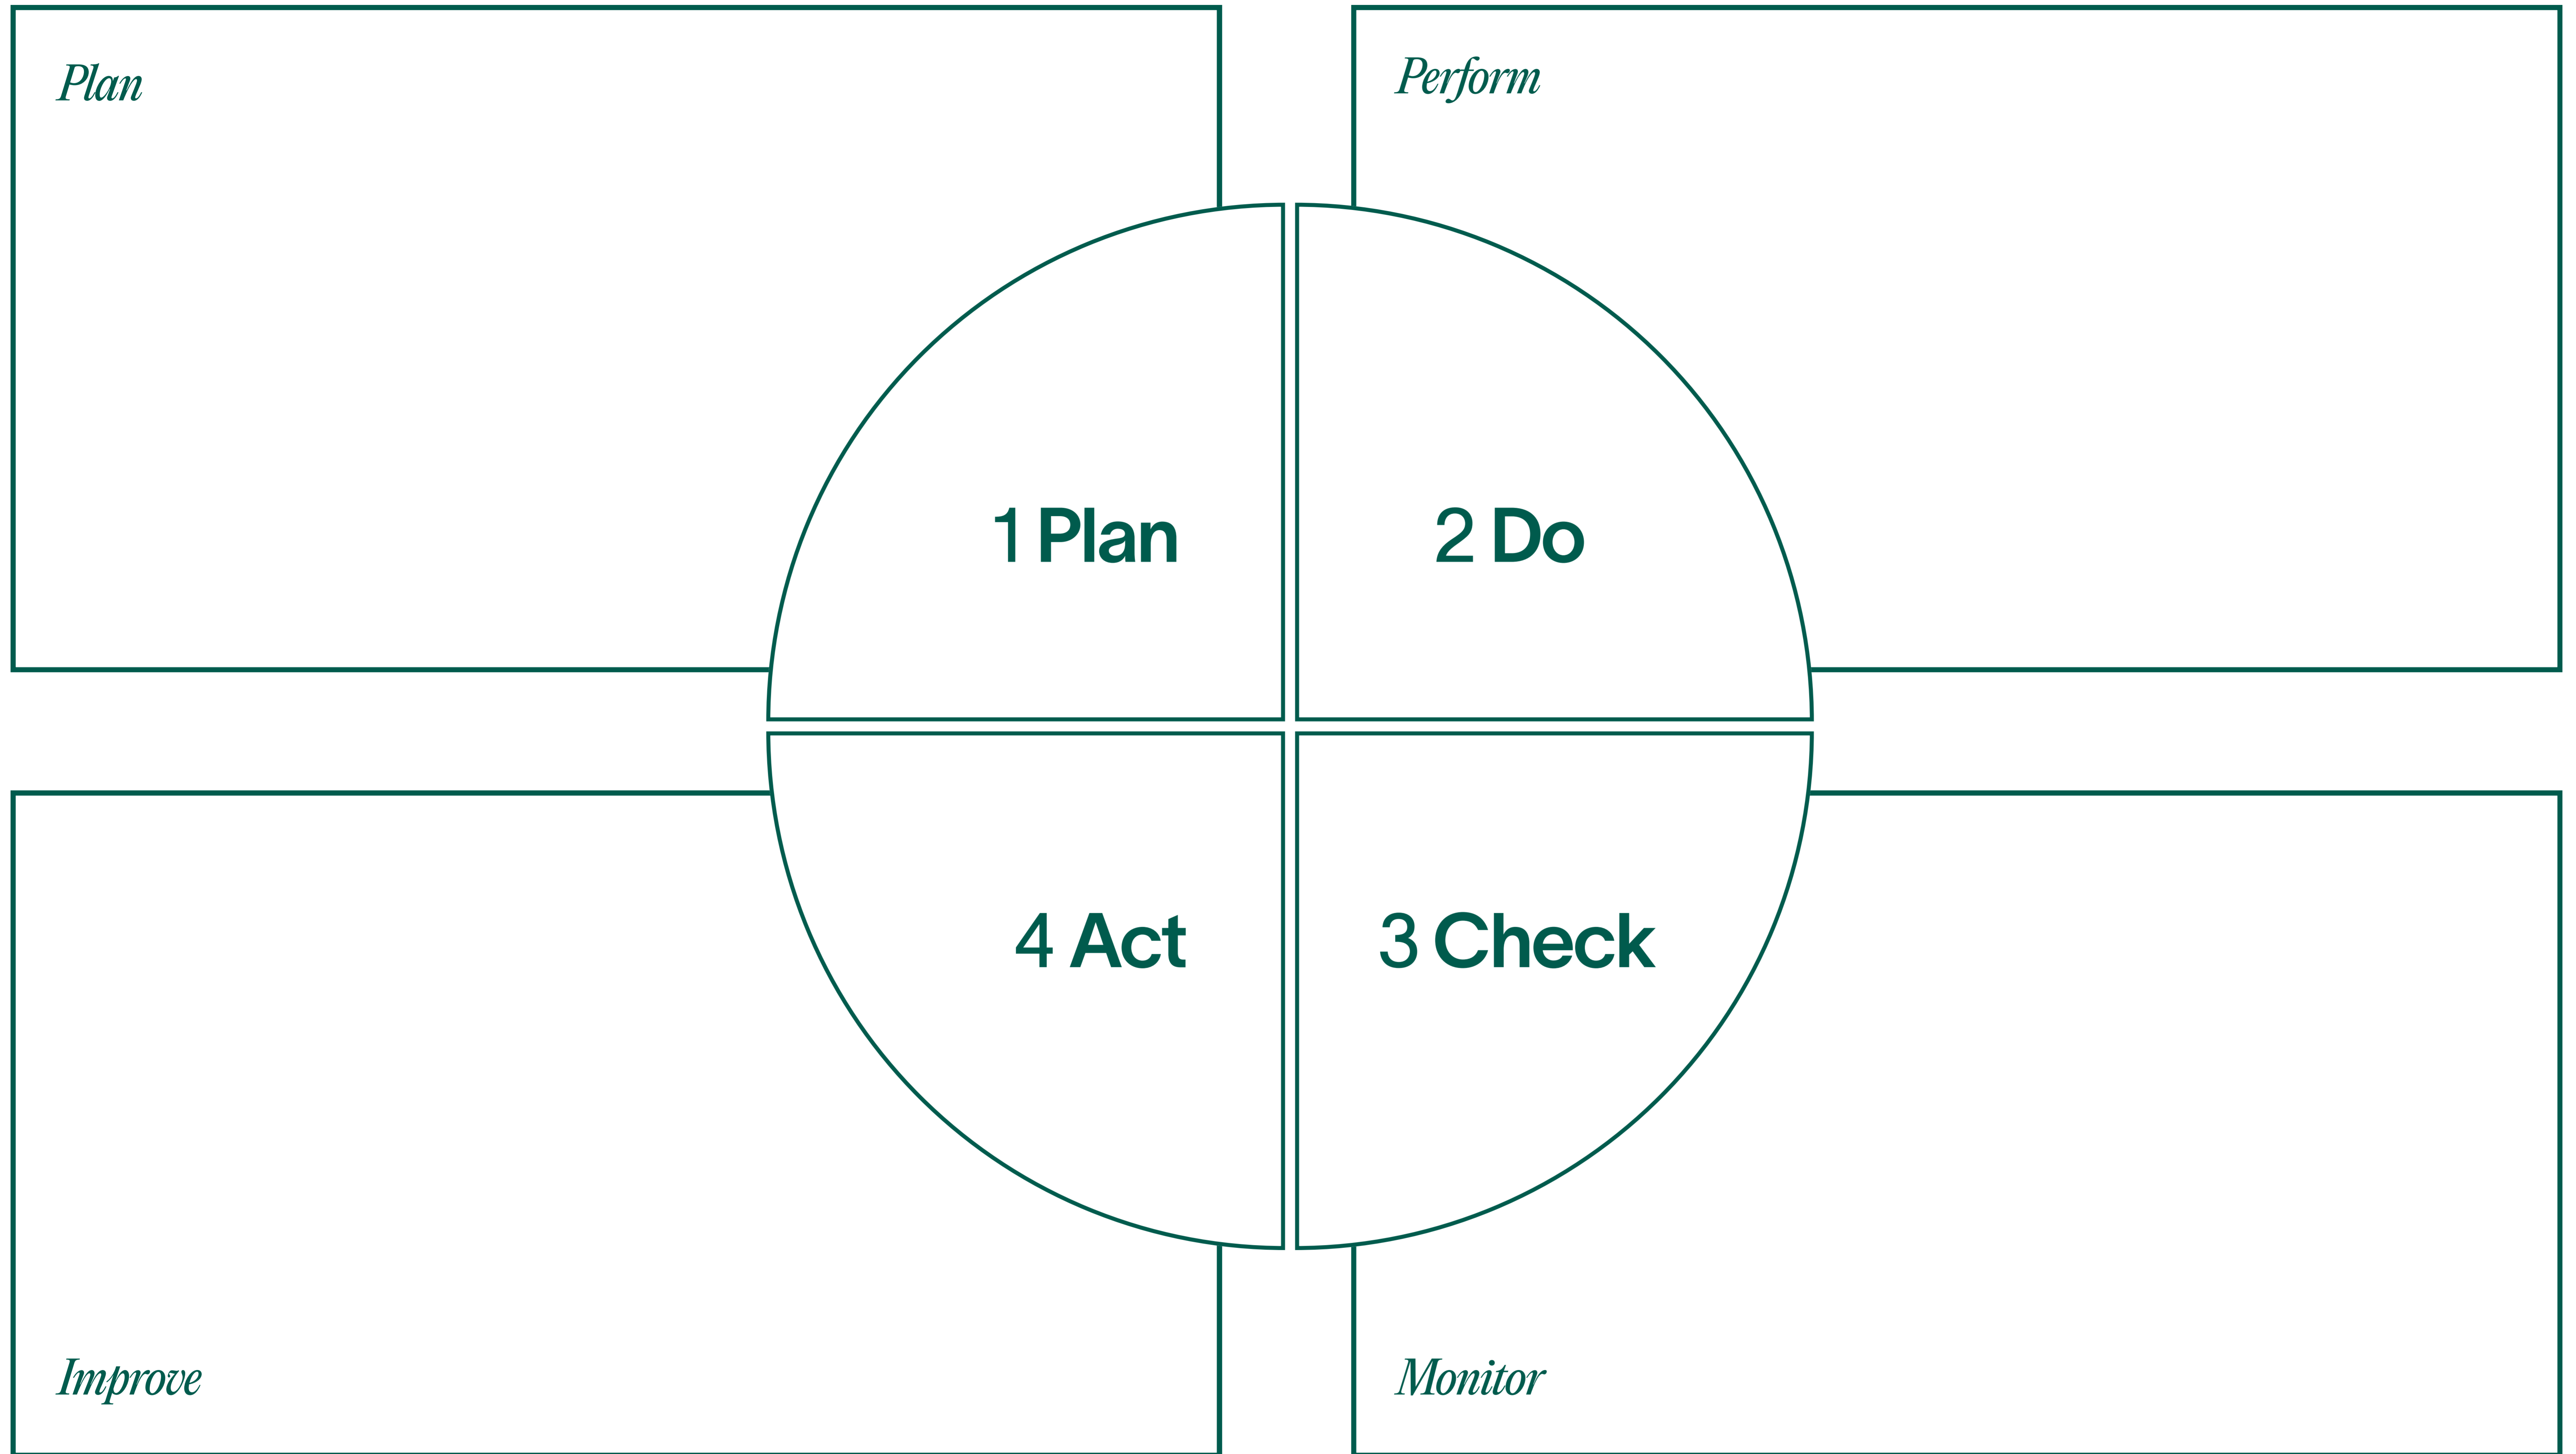 Plan
Perform
1 Plan
2 Do
4 Act
3 Check
Improve
Monitor